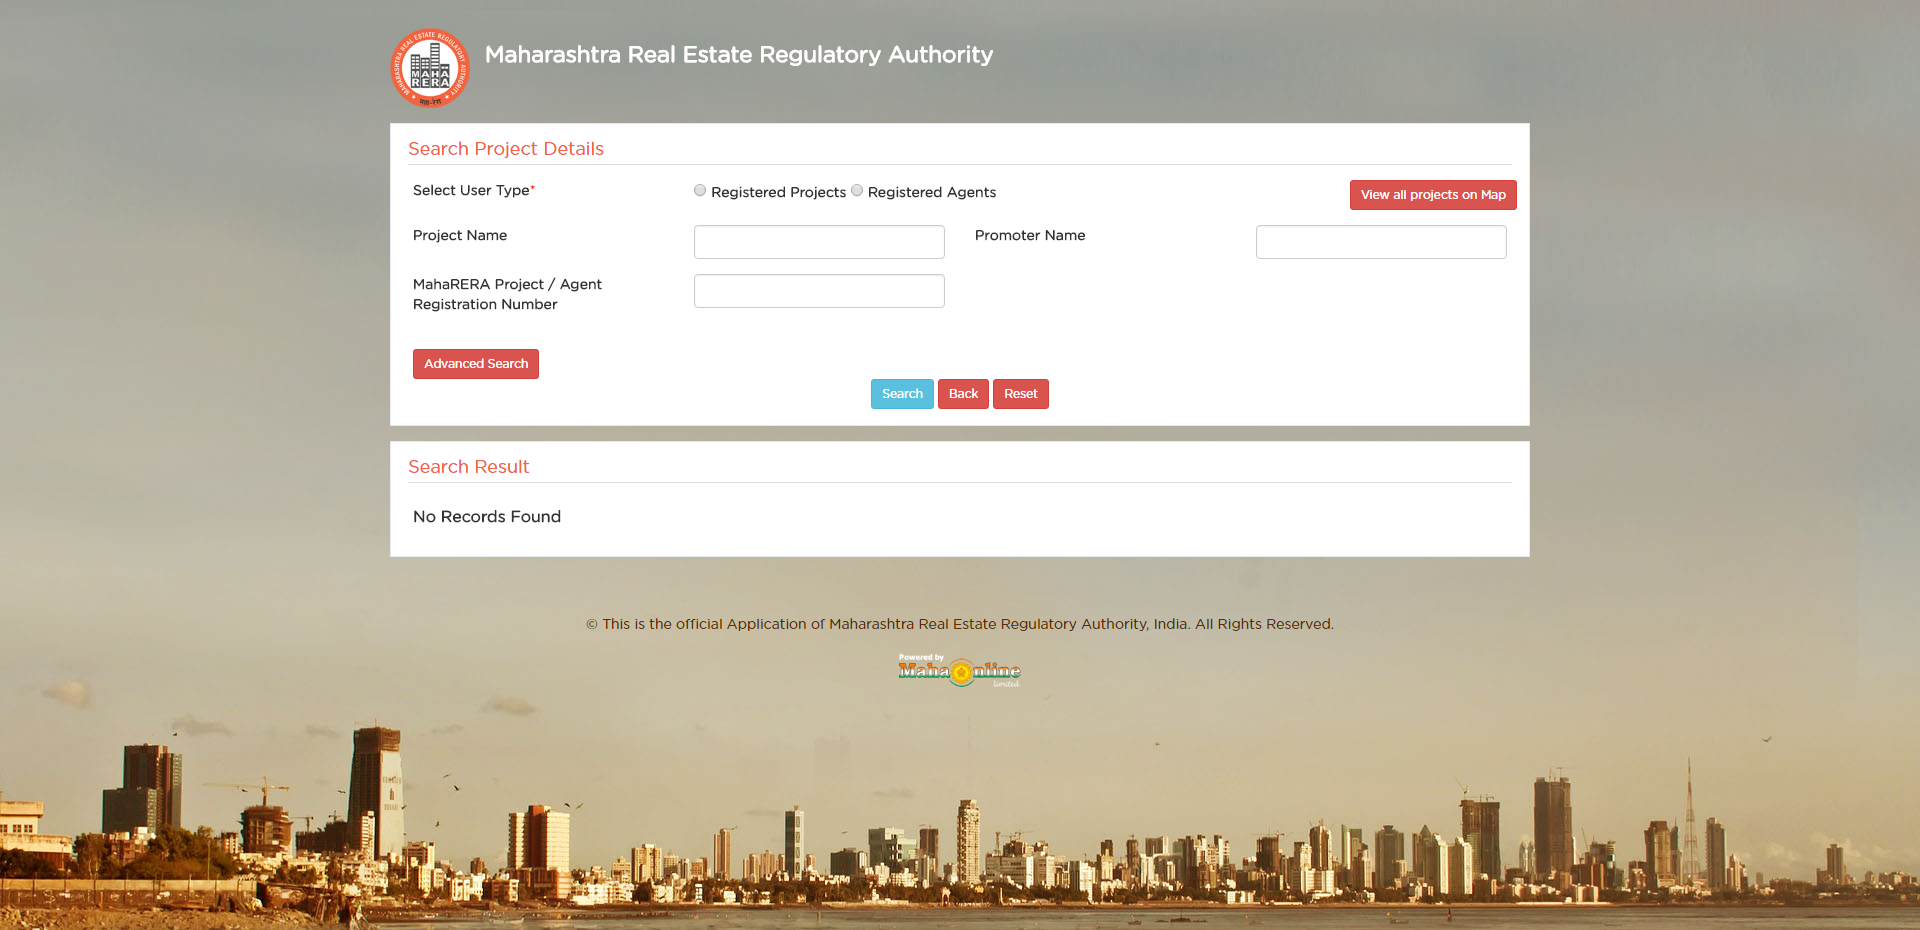 MAHARASHTRA REAL ESTATE REGULATORY AUTHORITY
MAHA
RERA
महा-रेरा
Maharashtra Real Estate Regulatory Authority
Search Project Details
Select User Type*
Registered Projects
Registered Agents
View all projects on Map
Project Name
Promoter Name
MahaRERA Project / Agent
Registration Number
Advanced Search
Search
Back
Reset
Search Result
No Records Found
© This is the official Application of Maharashtra Real Estate Regulatory Authority, India. All Rights Reserved.
Powered by
MahaOnline
limited